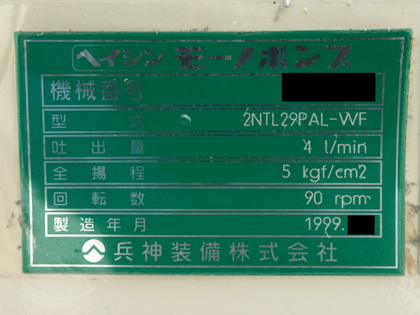 ヘイシン モーノポンプ
機械番号
型式 2NTL29PAL-WF
吐出量 4 l/min
全揚程 5 kgf/cm2
回転数 90 rpm
製造年月 1999.
兵神装備株式会社